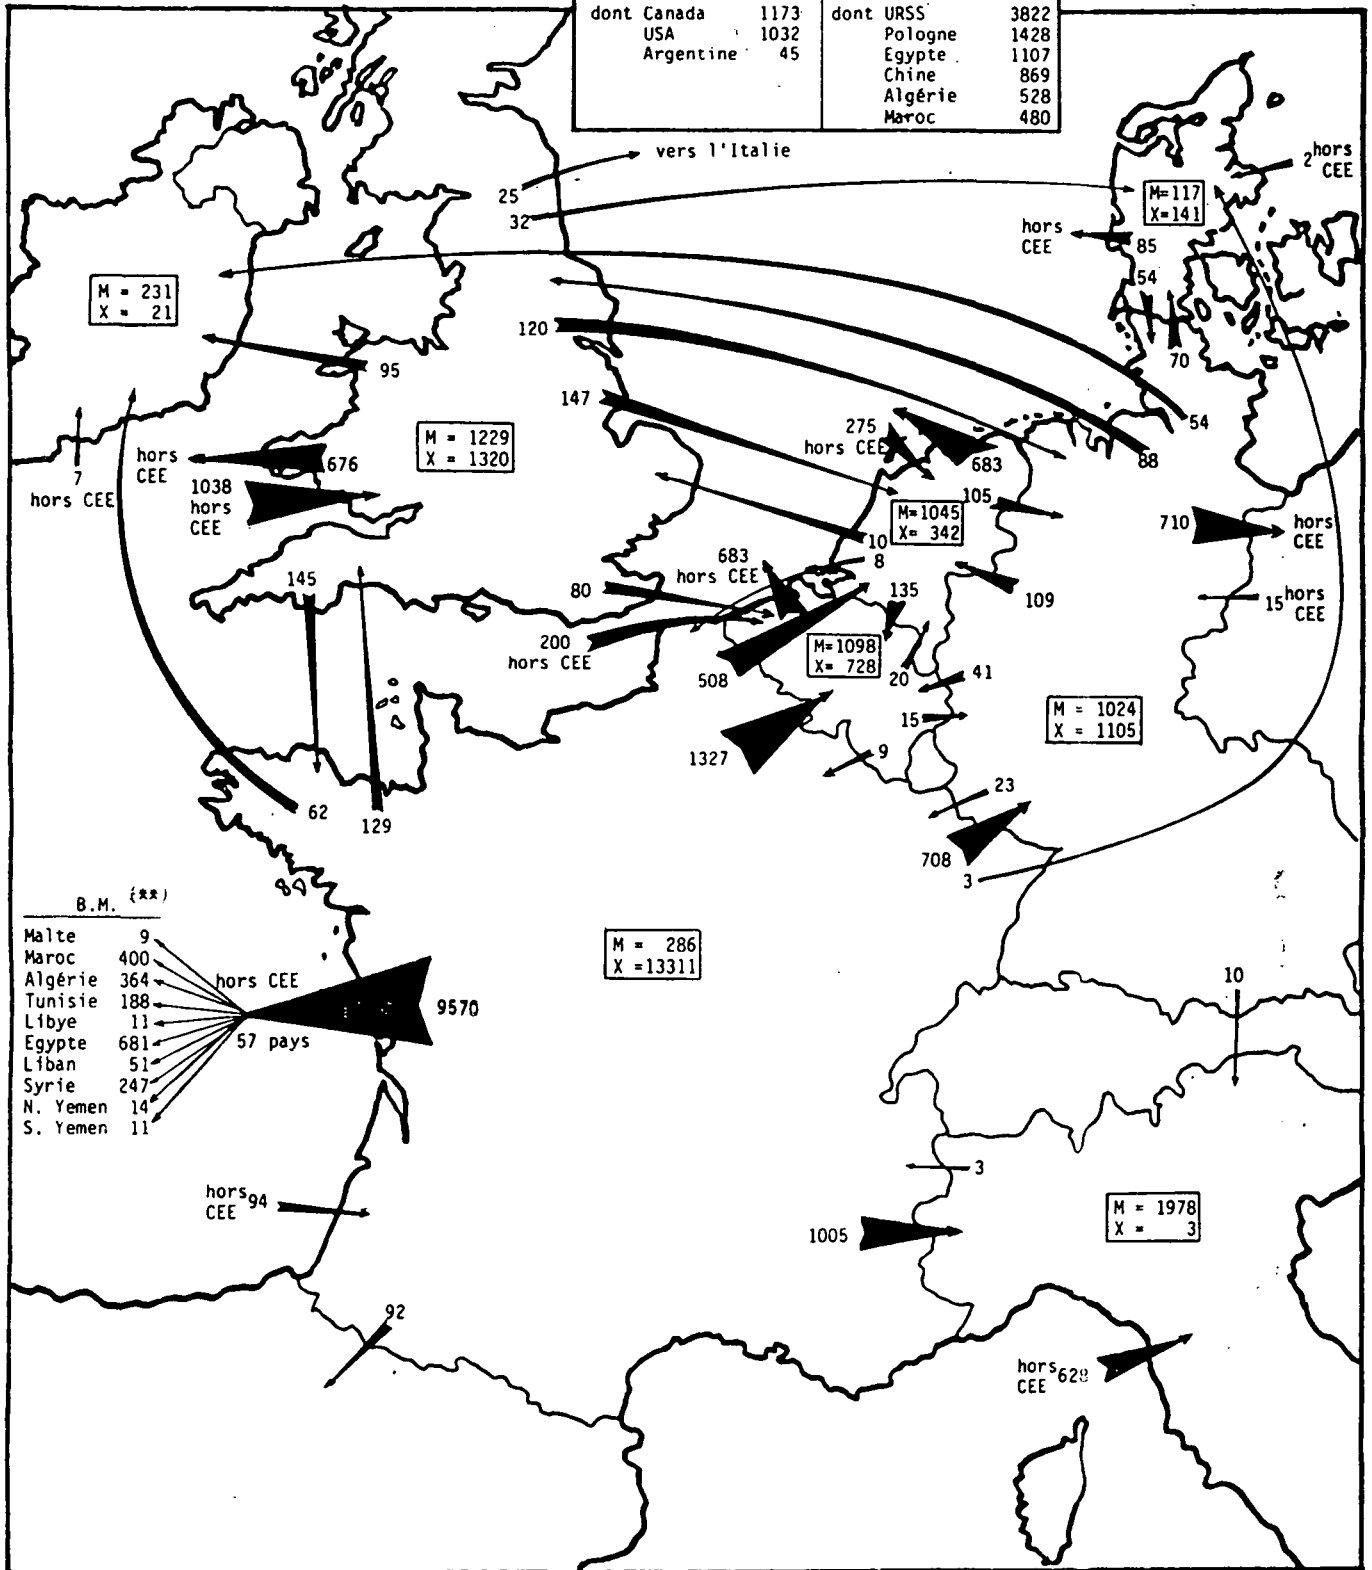 dont Canada 1173
USA 1032
Argentine 45
dont URSS 3822
Pologne 1428
Egypte 1107
Chine 869
Algérie 528
Maroc 480
vers l'Italie
25
32
2 hors
CEE
M=117
X=141
hors
CEE
85
54
70
M = 231
X = 21
120
95
147
54
88
275
hors CEE
683
M = 1229
X = 1320
hors
CEE
676
1038
hors
CEE
7
hors CEE
105
M=1045
X= 342
710
hors
CEE
10
8
683
hors CEE
145
80
135
109
15 hors
CEE
200
hors CEE
M=1098
X= 728
508
20
41
15
M = 1024
X = 1105
1327
9
23
62
129
708
3
B.M. (**)
Malte 9
Maroc 400
Algérie 364
Tunisie 188
Libye 11
Egypte 681
Liban 51
Syrie 247
N. Yemen 14
S. Yemen 11
hors CEE
57 pays
9570
M = 286
X =13311
10
3
hors 94
CEE
1005
M = 1978
X = 3
92
hors 628
CEE